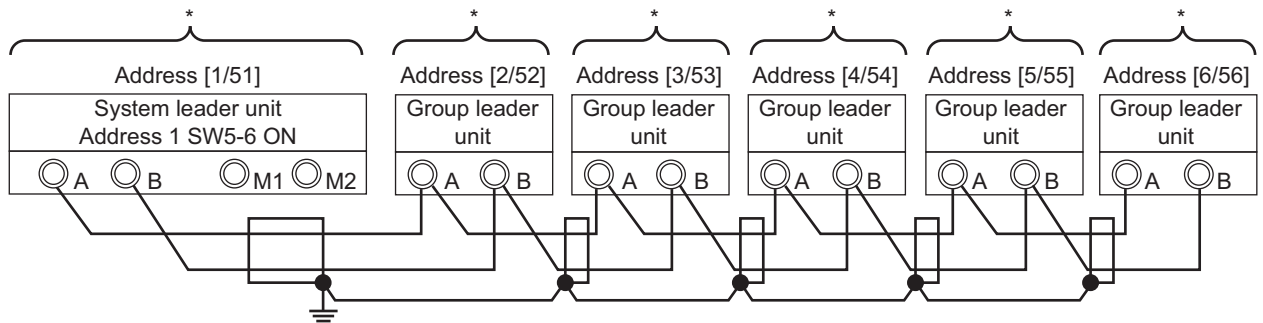 * * * * * *
Address [1/51] Address [2/52] Address [3/53] Address [4/54] Address [5/55] Address [6/56]
System leader unit Group leader Group leader Group leader Group leader Group leader
Address 1 SW5-6 ON unit unit unit unit unit
A B M1 M2 A B A B A B A B A B